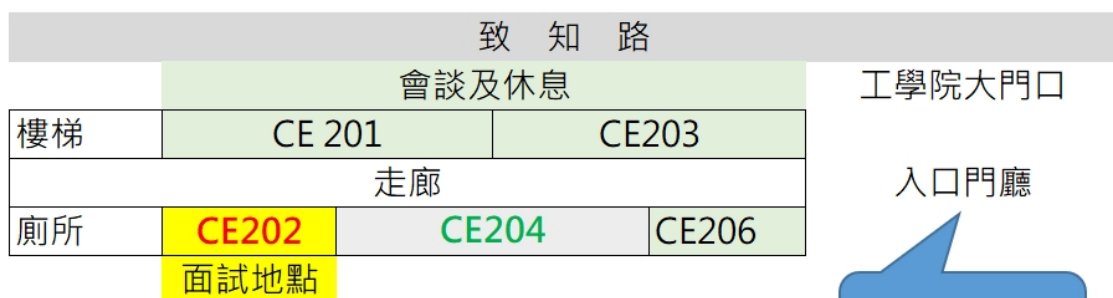 致 知 路
會談及休息 工學院大門口
樓梯 CE 201 CE203
走廊 入口門廳
廁所 CE202 CE204 CE206
面試地點